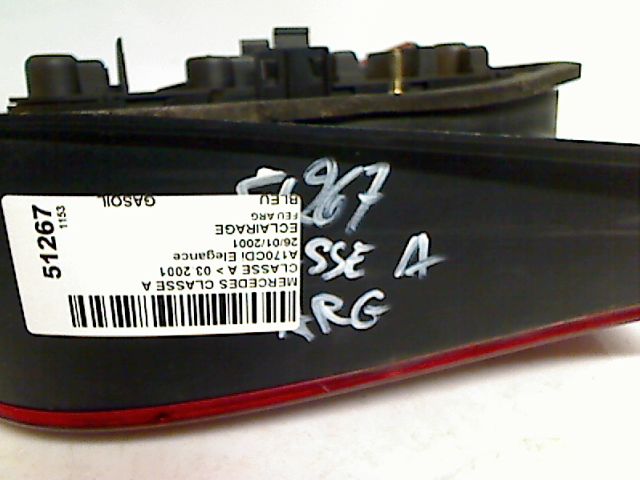 MERCEDES CLASSE A
CLASSE A > 03 2001
A170CDi Elegance
26/01/2001
ECLAIRAGE
FEU ARG
BLEU
GASOIL
51267
1153
51267
SSE A
ARG